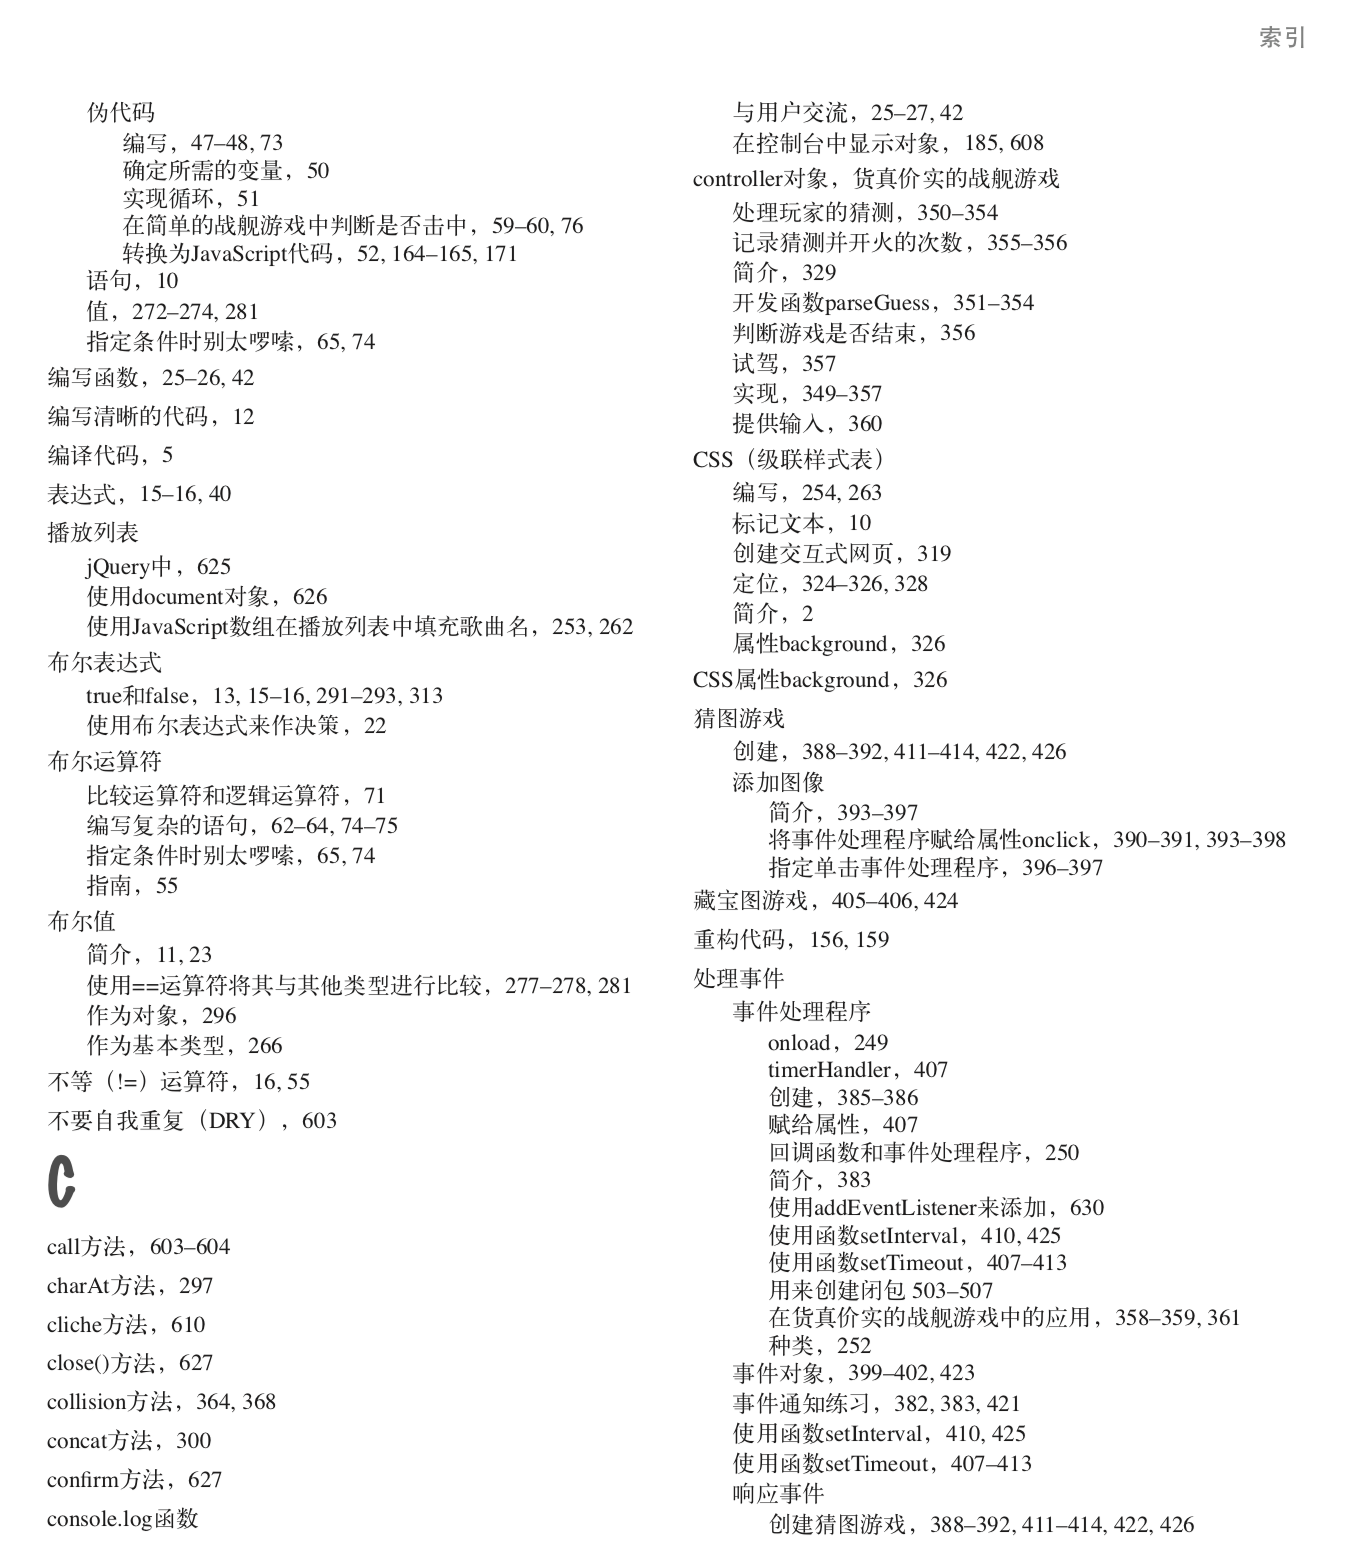 索引
伪代码
编写，47–48, 73
确定所需的变量，50
实现循环，51
在简单的战舰游戏中判断是否击中，59–60, 76
转换为JavaScript代码，52, 164–165, 171
语句，10
值，272–274, 281
指定条件时别太啰嗦，65, 74
编写函数，25–26, 42
编写清晰的代码，12
编译代码，5
表达式，15–16, 40
播放列表
jQuery中，625
使用document对象，626
使用JavaScript数组在播放列表中填充歌曲名，253, 262
布尔表达式
true和false，13, 15–16, 291–293, 313
使用布尔表达式来作决策，22
布尔运算符
比较运算符和逻辑运算符，71
编写复杂的语句，62–64, 74–75
指定条件时别太啰嗦，65, 74
指南，55
布尔值
简介，11, 23
使用==运算符将其与其他类型进行比较，277–278, 281
作为对象，296
作为基本类型，266
不等（!=）运算符，16, 55
不要自我重复（DRY），603
C
call方法，603–604
charAt方法，297
cliche方法，610
close()方法，627
collision方法，364, 368
concat方法，300
confirm方法，627
console.log函数
与用户交流，25–27, 42
在控制台中显示对象，185, 608
controller对象，货真价实的战舰游戏
处理玩家的猜测，350–354
记录猜测并开火的次数，355–356
简介，329
开发函数parseGuess，351–354
判断游戏是否结束，356
试驾，357
实现，349–357
提供输入，360
CSS（级联样式表）
编写，254, 263
标记文本，10
创建交互式网页，319
定位，324–326, 328
简介，2
属性background，326
CSS属性background，326
猜图游戏
创建，388–392, 411–414, 422, 426
添加图像
简介，393–397
将事件处理程序赋给属性onclick，390–391, 393–398
指定单击事件处理程序，396–397
藏宝图游戏，405–406, 424
重构代码，156, 159
处理事件
事件处理程序
onload，249
timerHandler，407
创建，385–386
赋给属性，407
回调函数和事件处理程序，250
简介，383
使用addEventListener来添加，630
使用函数setInterval，410, 425
使用函数setTimeout，407–413
用来创建闭包 503–507
在货真价实的战舰游戏中的应用，358–359, 361
种类，252
事件对象，399–402, 423
事件通知练习，382, 383, 421
使用函数setInterval，410, 425
使用函数setTimeout，407–413
响应事件
创建猜图游戏，388–392, 411–414, 422, 426